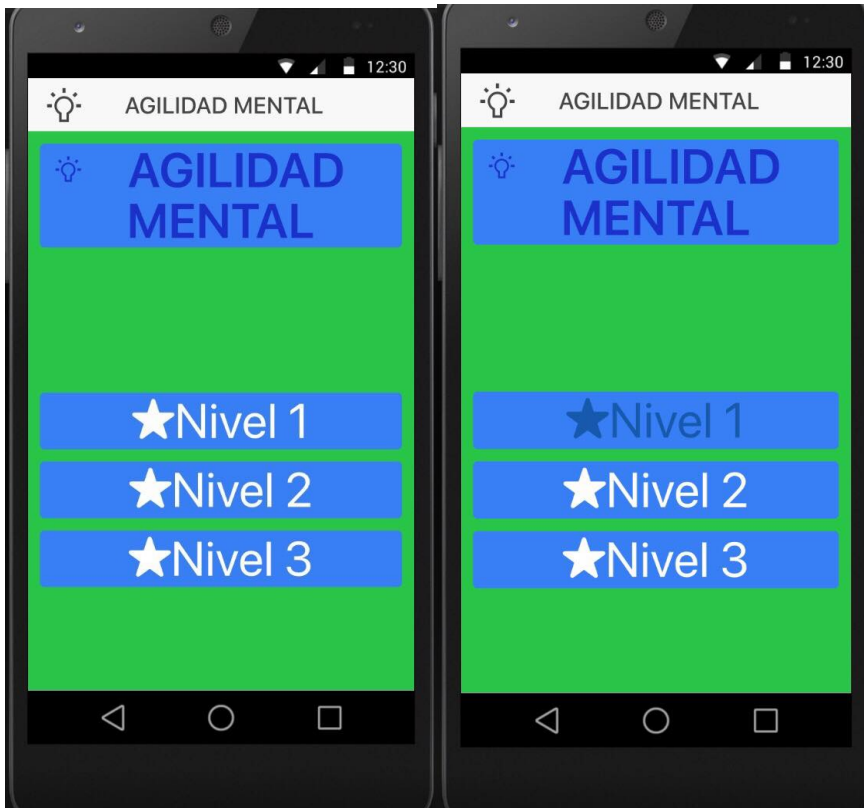 12:30
AGILIDAD MENTAL
AGILIDAD
MENTAL
Nivel 1
Nivel 2
Nivel 3
12:30
AGILIDAD MENTAL
AGILIDAD
MENTAL
Nivel 1
Nivel 2
Nivel 3